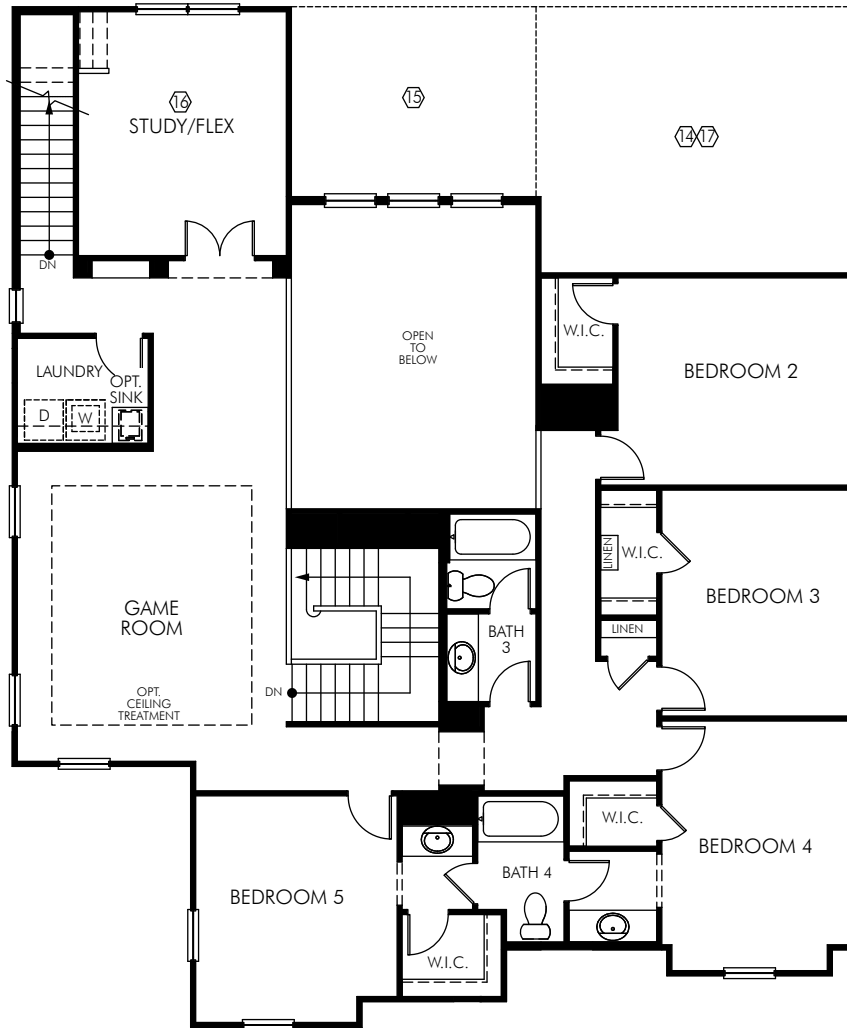 16
STUDY/FLEX
15
14 17
DN
OPEN
TO
BELOW
W.I.C.
BEDROOM 2
LAUNDRY
OPT.
SINK
D
W
LINEN
W.I.C.
BEDROOM 3
GAME
ROOM
BATH
3
LINEN
OPT.
CEILING
TREATMENT
DN
W.I.C.
BEDROOM 4
BATH 4
BEDROOM 5
W.I.C.